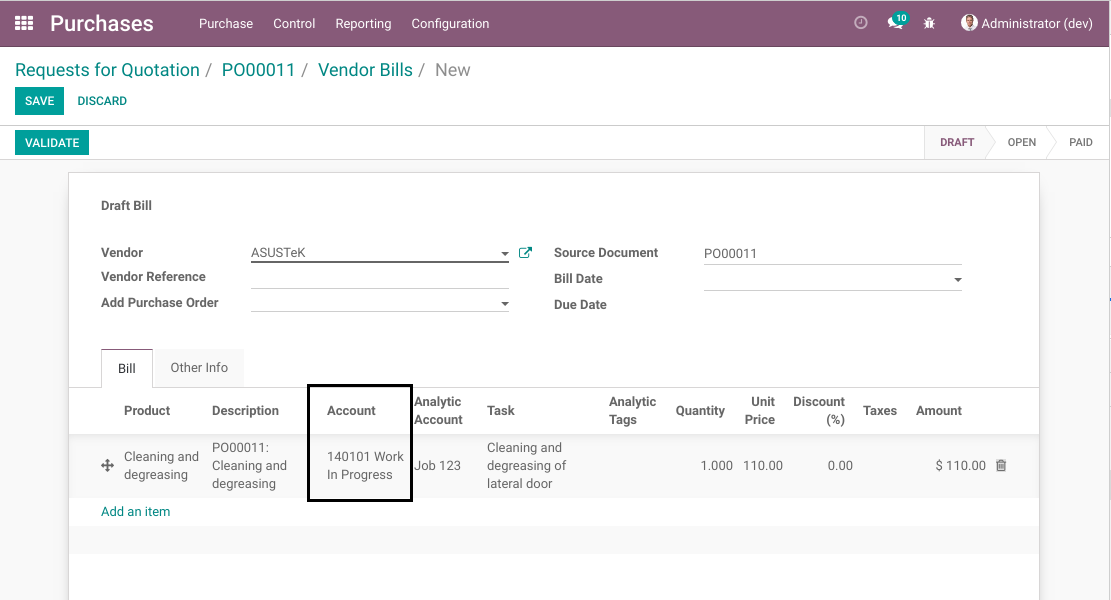 Purchases Purchase Control Reporting Configuration 10 Administrator (dev)
Requests for Quotation / PO00011 / Vendor Bills / New
SAVE DISCARD
VALIDATE DRAFT OPEN PAID
Draft Bill
Vendor ASUSTeK Source Document PO00011
Vendor Reference Bill Date
Add Purchase Order Due Date
Bill Other Info
Product Description Account Analytic Account Task Analytic Tags Quantity Unit Price Discount (%) Taxes Amount
Cleaning and degreasing PO00011: Cleaning and degreasing 140101 Work In Progress Job 123 Cleaning and degreasing of lateral door 1.000 110.00 0.00 $ 110.00
Add an item